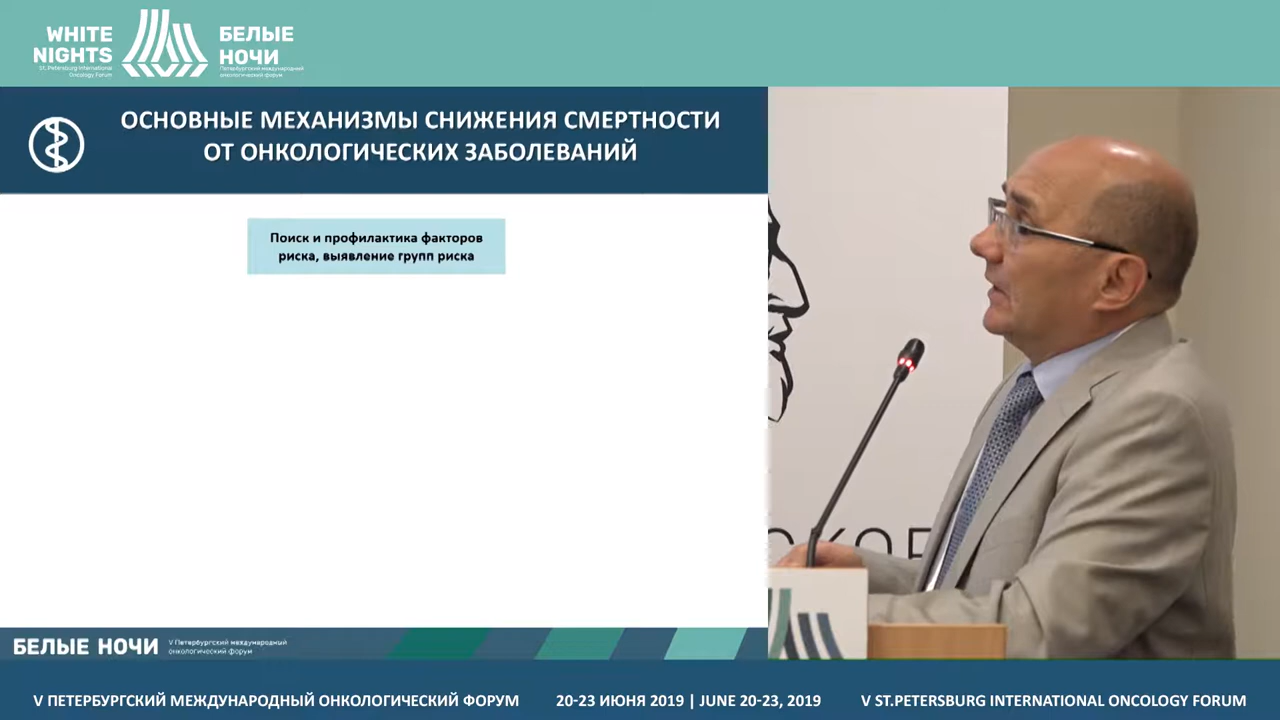 WHITE
NIGHTS
St. Petersburg International
Oncology Forum
БЕЛЫЕ
НОЧИ
Петербургский международный
онкологический форум
ОСНОВНЫЕ МЕХАНИЗМЫ СНИЖЕНИЯ СМЕРТНОСТИ
ОТ ОНКОЛОГИЧЕСКИХ ЗАБОЛЕВАНИЙ
Поиск и профилактика факторов
риска, выявление групп риска
БЕЛЫЕ НОЧИ
V Петербургский международный
онкологический форум
V ПЕТЕРБУРГСКИЙ МЕЖДУНАРОДНЫЙ ОНКОЛОГИЧЕСКИЙ ФОРУМ
20-23 ИЮНЯ 2019 | JUNE 20-23, 2019
V ST.PETERSBURG INTERNATIONAL ONCOLOGY FORUM